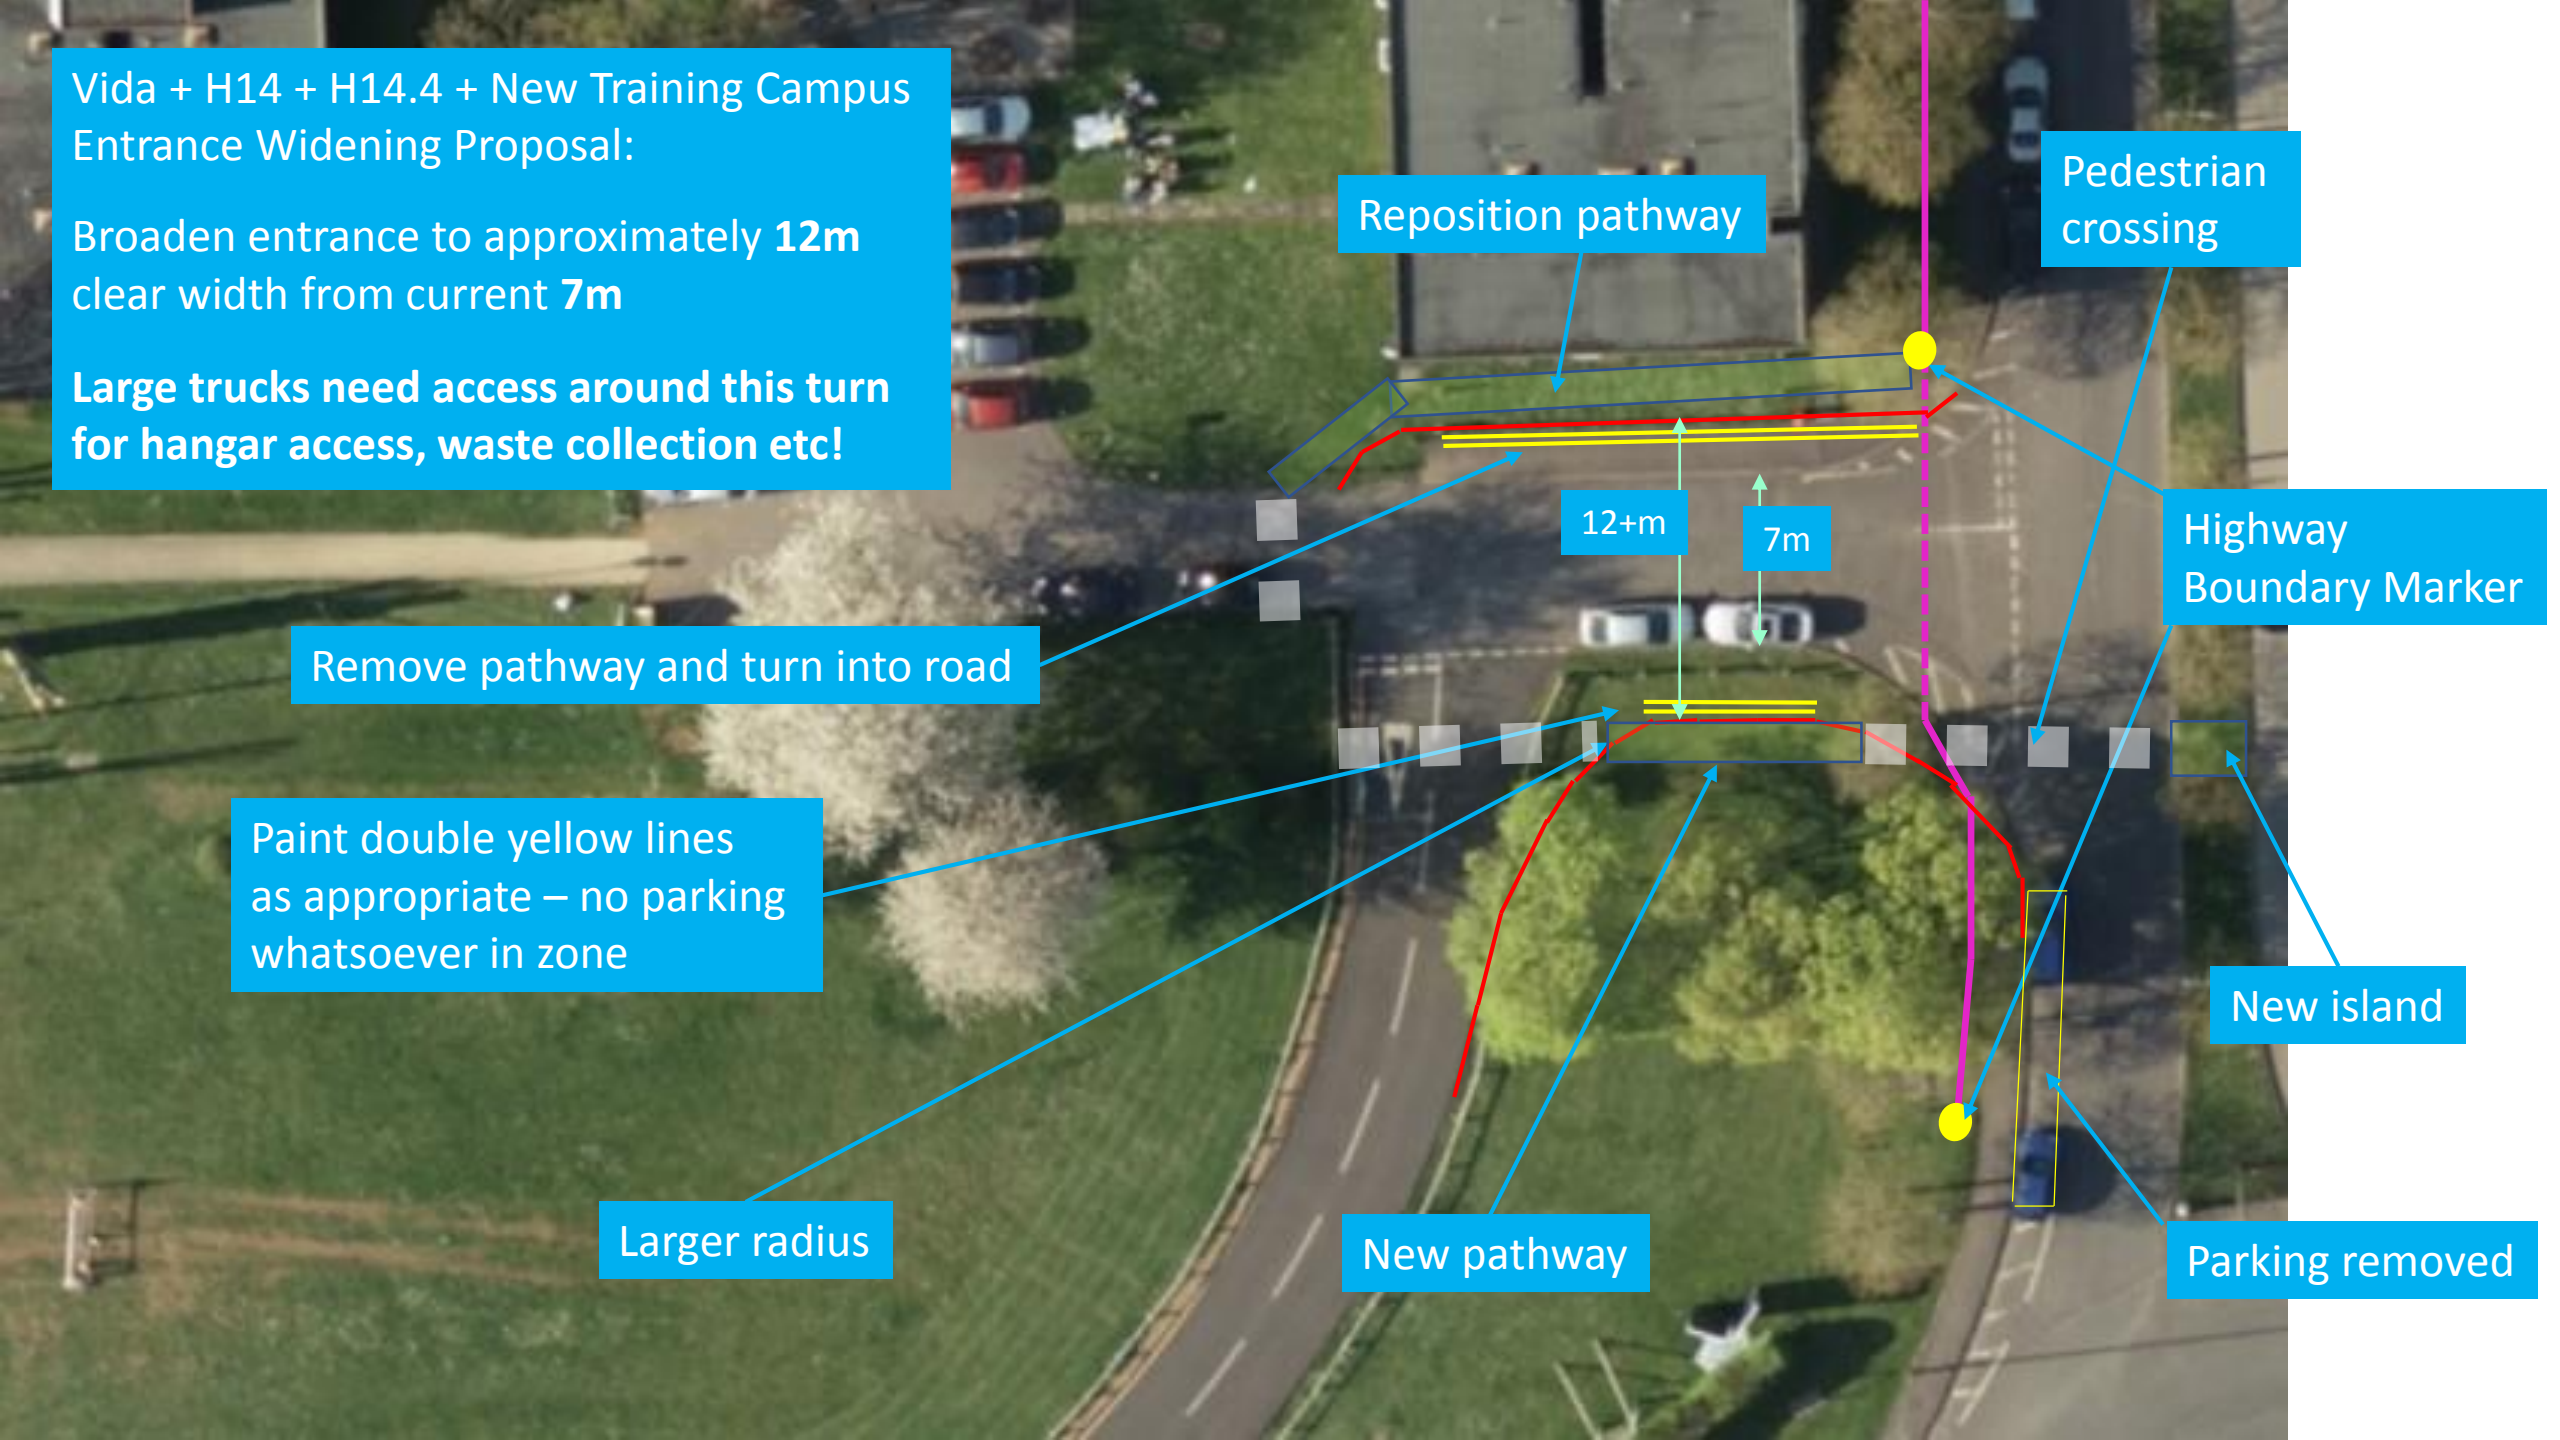 Vida + H14 + H14.4 + New Training Campus
Entrance Widening Proposal:
Broaden entrance to approximately 12m
clear width from current 7m
Large trucks need access around this turn
for hangar access, waste collection etc!
Reposition pathway
Pedestrian
crossing
12+m
7m
Highway
Boundary Marker
Remove pathway and turn into road
Paint double yellow lines
as appropriate – no parking
whatsoever in zone
New island
Larger radius
New pathway
Parking removed